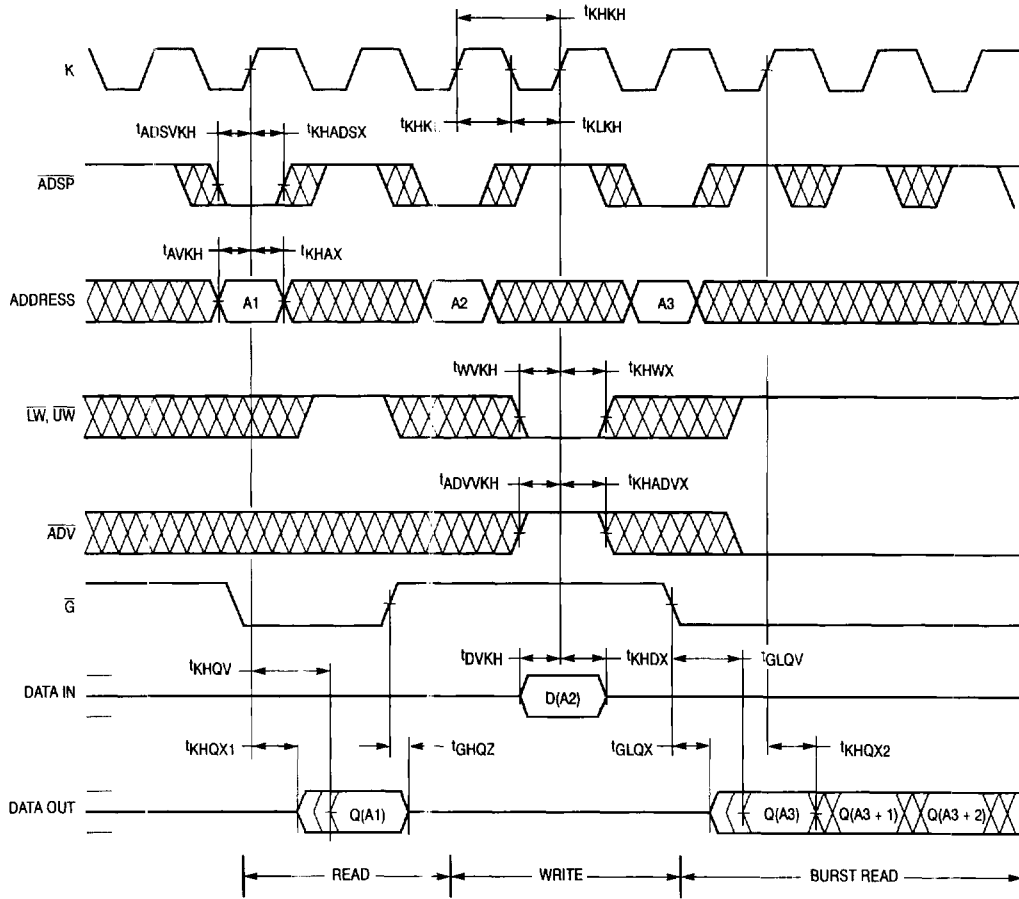 tKHKH
K
tKHKL tKLKH
tADSVKH tKHADSX
ADSP
tAVKH tKHAX
ADDRESS A1 A2 A3
tWVKH tKHWX
LW, UW
tADVVKH tKHADVX
ADV
G
tKHQV tDVKH tKHDX tGLQV
DATA IN D(A2)
tKHQX1 tGHQZ tGLQX tKHQX2
DATA OUT Q(A1) Q(A3) Q(A3 + 1) Q(A3 + 2)
READ WRITE BURST READ